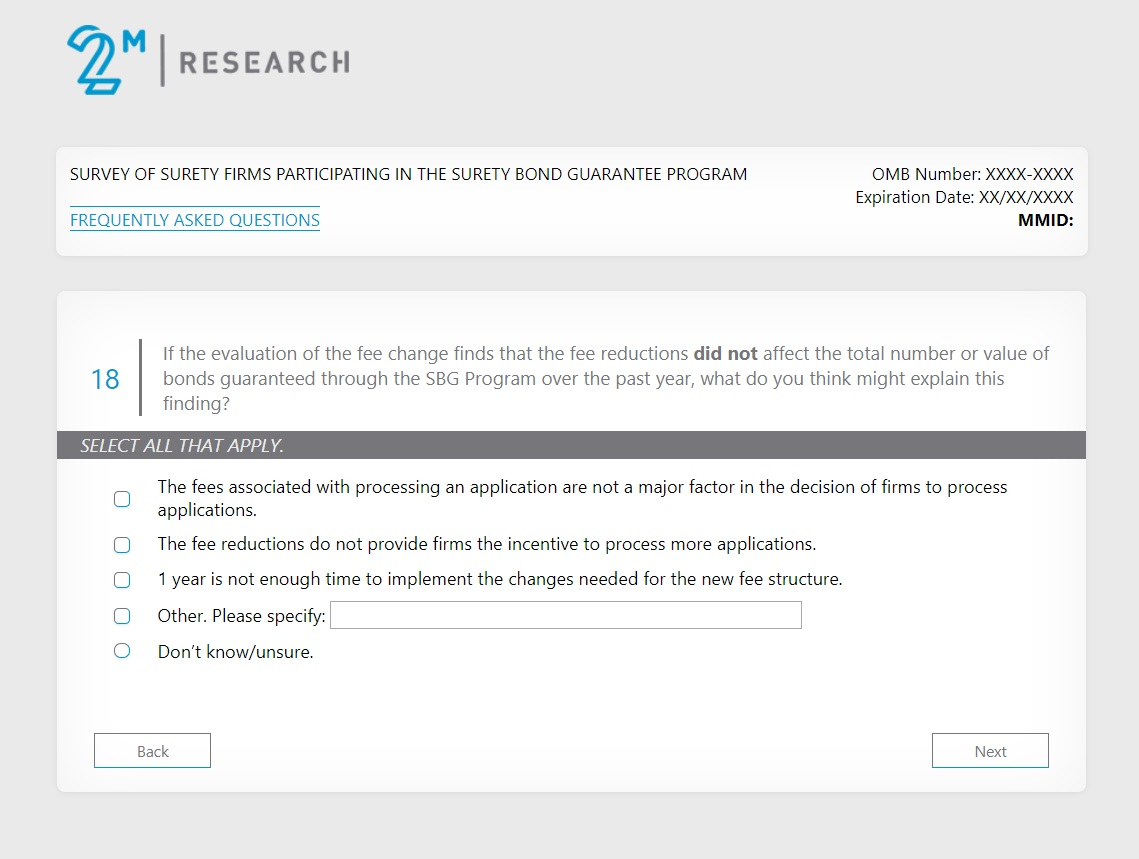 2M | RESEARCH
SURVEY OF SURETY FIRMS PARTICIPATING IN THE SURETY BOND GUARANTEE PROGRAM
OMB Number: XXXX-XXXX
Expiration Date: XX/XX/XXXX
FREQUENTLY ASKED QUESTIONS
MMID:
18
If the evaluation of the fee change finds that the fee reductions did not affect the total number or value of
bonds guaranteed through the SBG Program over the past year, what do you think might explain this
finding?
SELECT ALL THAT APPLY.
The fees associated with processing an application are not a major factor in the decision of firms to process
applications.
The fee reductions do not provide firms the incentive to process more applications.
1 year is not enough time to implement the changes needed for the new fee structure.
Other. Please specify:
Don't know/unsure.
Back
Next